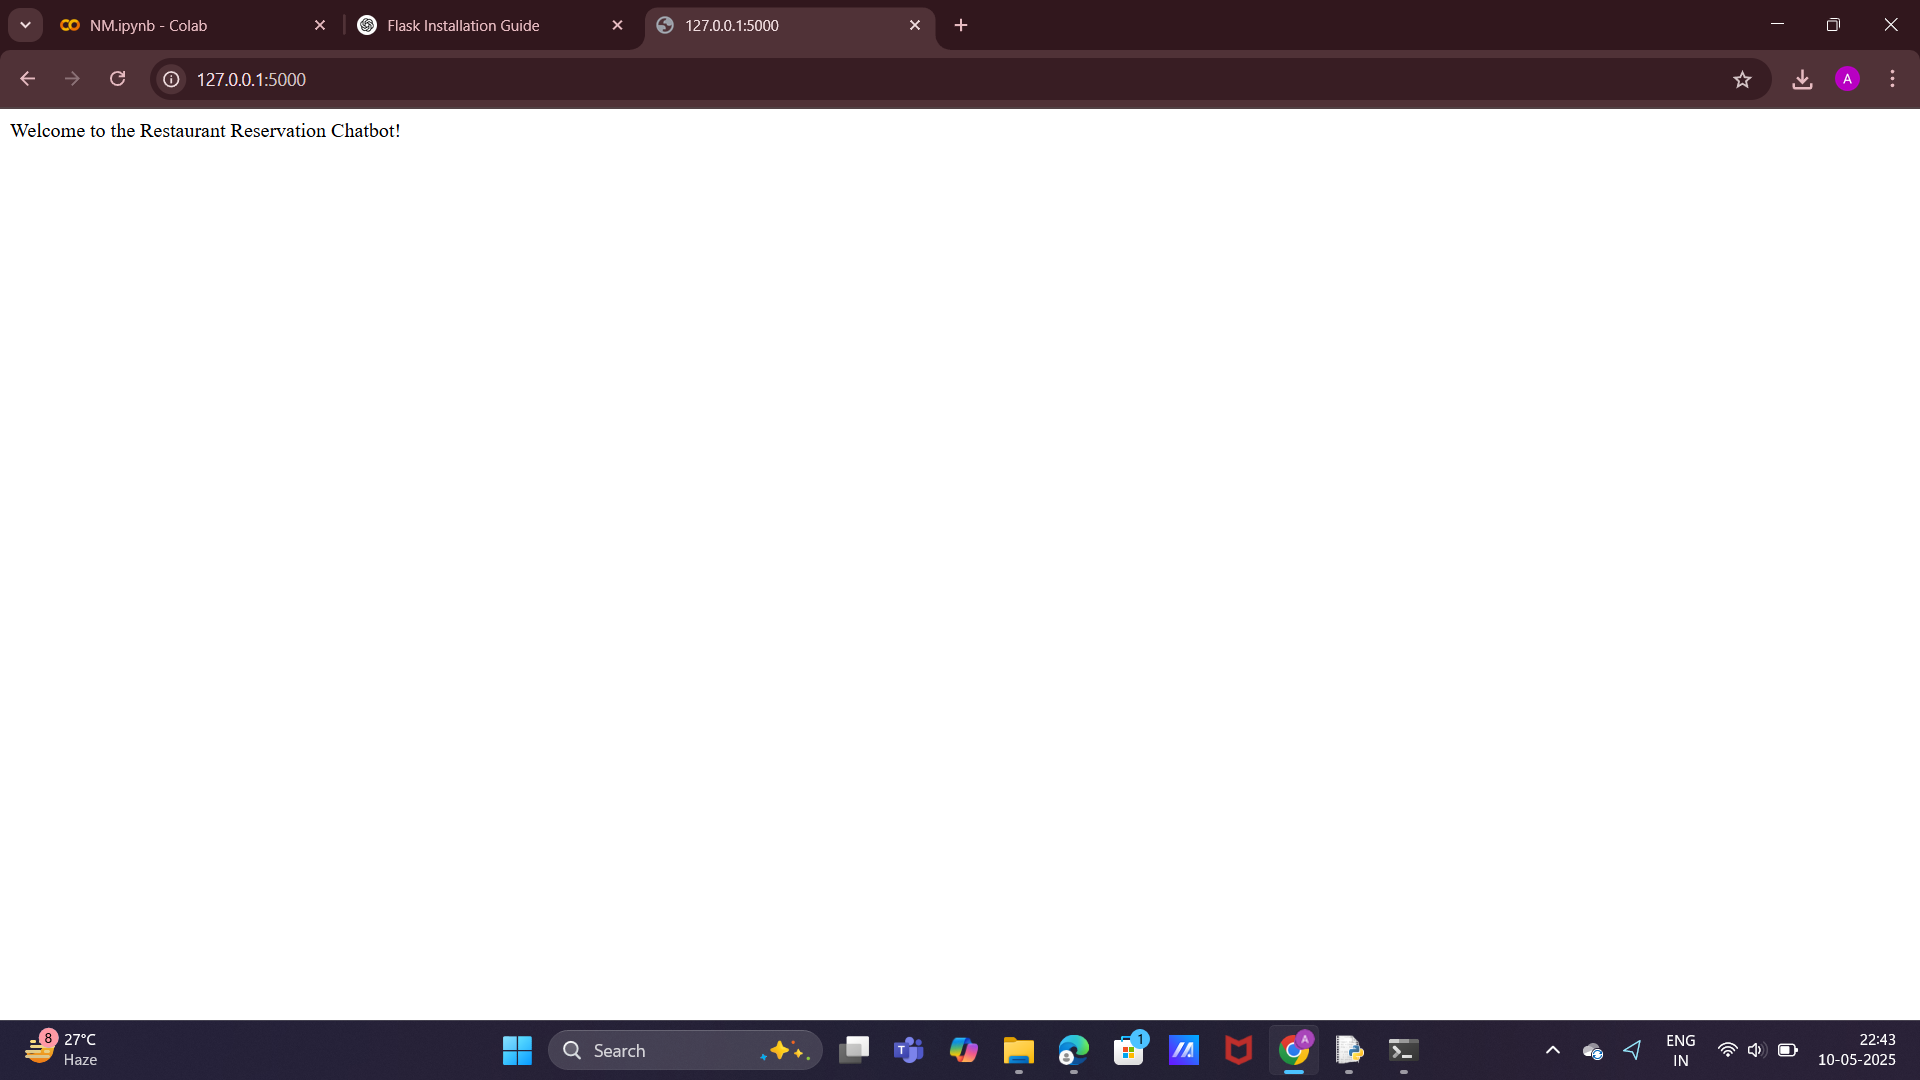 NM.ipynb - Colab
Flask Installation Guide
127.0.0.1:5000
127.0.0.1:5000
A
Welcome to the Restaurant Reservation Chatbot!
8
27°C
Haze
Search
T
1
A
ENG
IN
22:43
10-05-2025